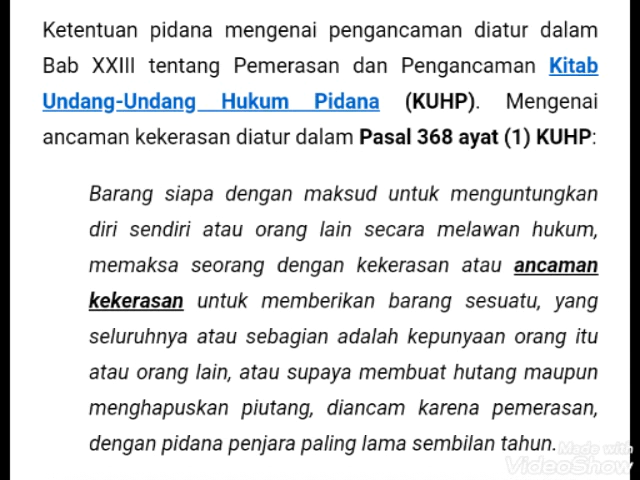 Ketentuan pidana mengenai pengancaman diatur dalam
Bab XXIII tentang Pemerasan dan Pengancaman Kitab
Undang-Undang Hukum Pidana (KUHP). Mengenai
ancaman kekerasan diatur dalam Pasal 368 ayat (1) KUHP:
Barang siapa dengan maksud untuk menguntungkan
diri sendiri atau orang lain secara melawan hukum,
memaksa seorang dengan kekerasan atau ancaman
kekerasan untuk memberikan barang sesuatu, yang
seluruhnya atau sebagian adalah kepunyaan orang itu
atau orang lain, atau supaya membuat hutang maupun
menghapuskan piutang, diancam karena pemerasan,
dengan pidana penjara paling lama sembilan tahun.
Made with
VideoShow